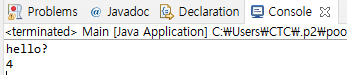 Problems Javadoc Declaration Console
<terminated> Main [Java Application] C:₩Users₩CTC₩.p2₩poo
hello?
4